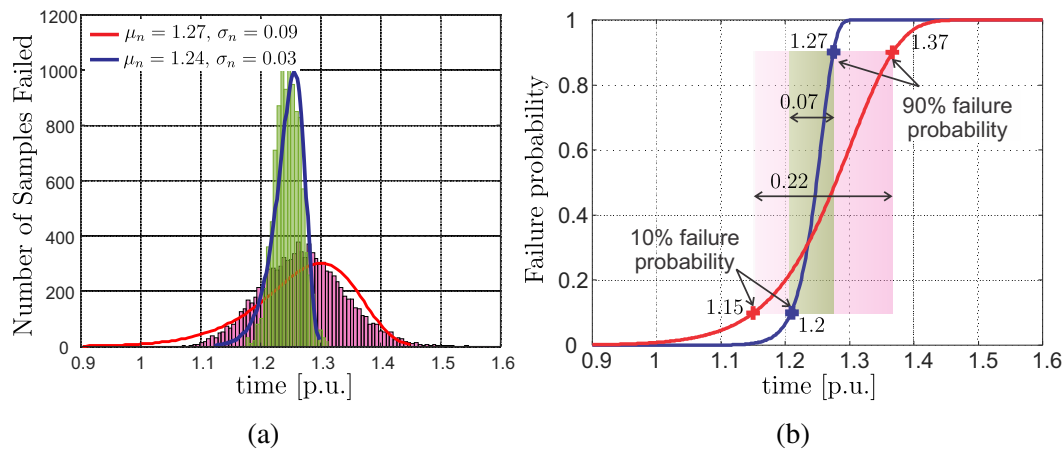 Number of Samples Failed
1200
1000
800
600
400
200
0
μn = 1.27, σn = 0.09
μn = 1.24, σn = 0.03
0.9 1 1.1 1.2 1.3 1.4 1.5 1.6
time [p.u.]
(a)
Failure probability
1
0.8
0.6
0.4
0.2
0
1.27
1.37
0.07
90% failure
probability
0.22
10% failure
probability
1.15
1.2
0.9 1 1.1 1.2 1.3 1.4 1.5 1.6
time [p.u.]
(b)